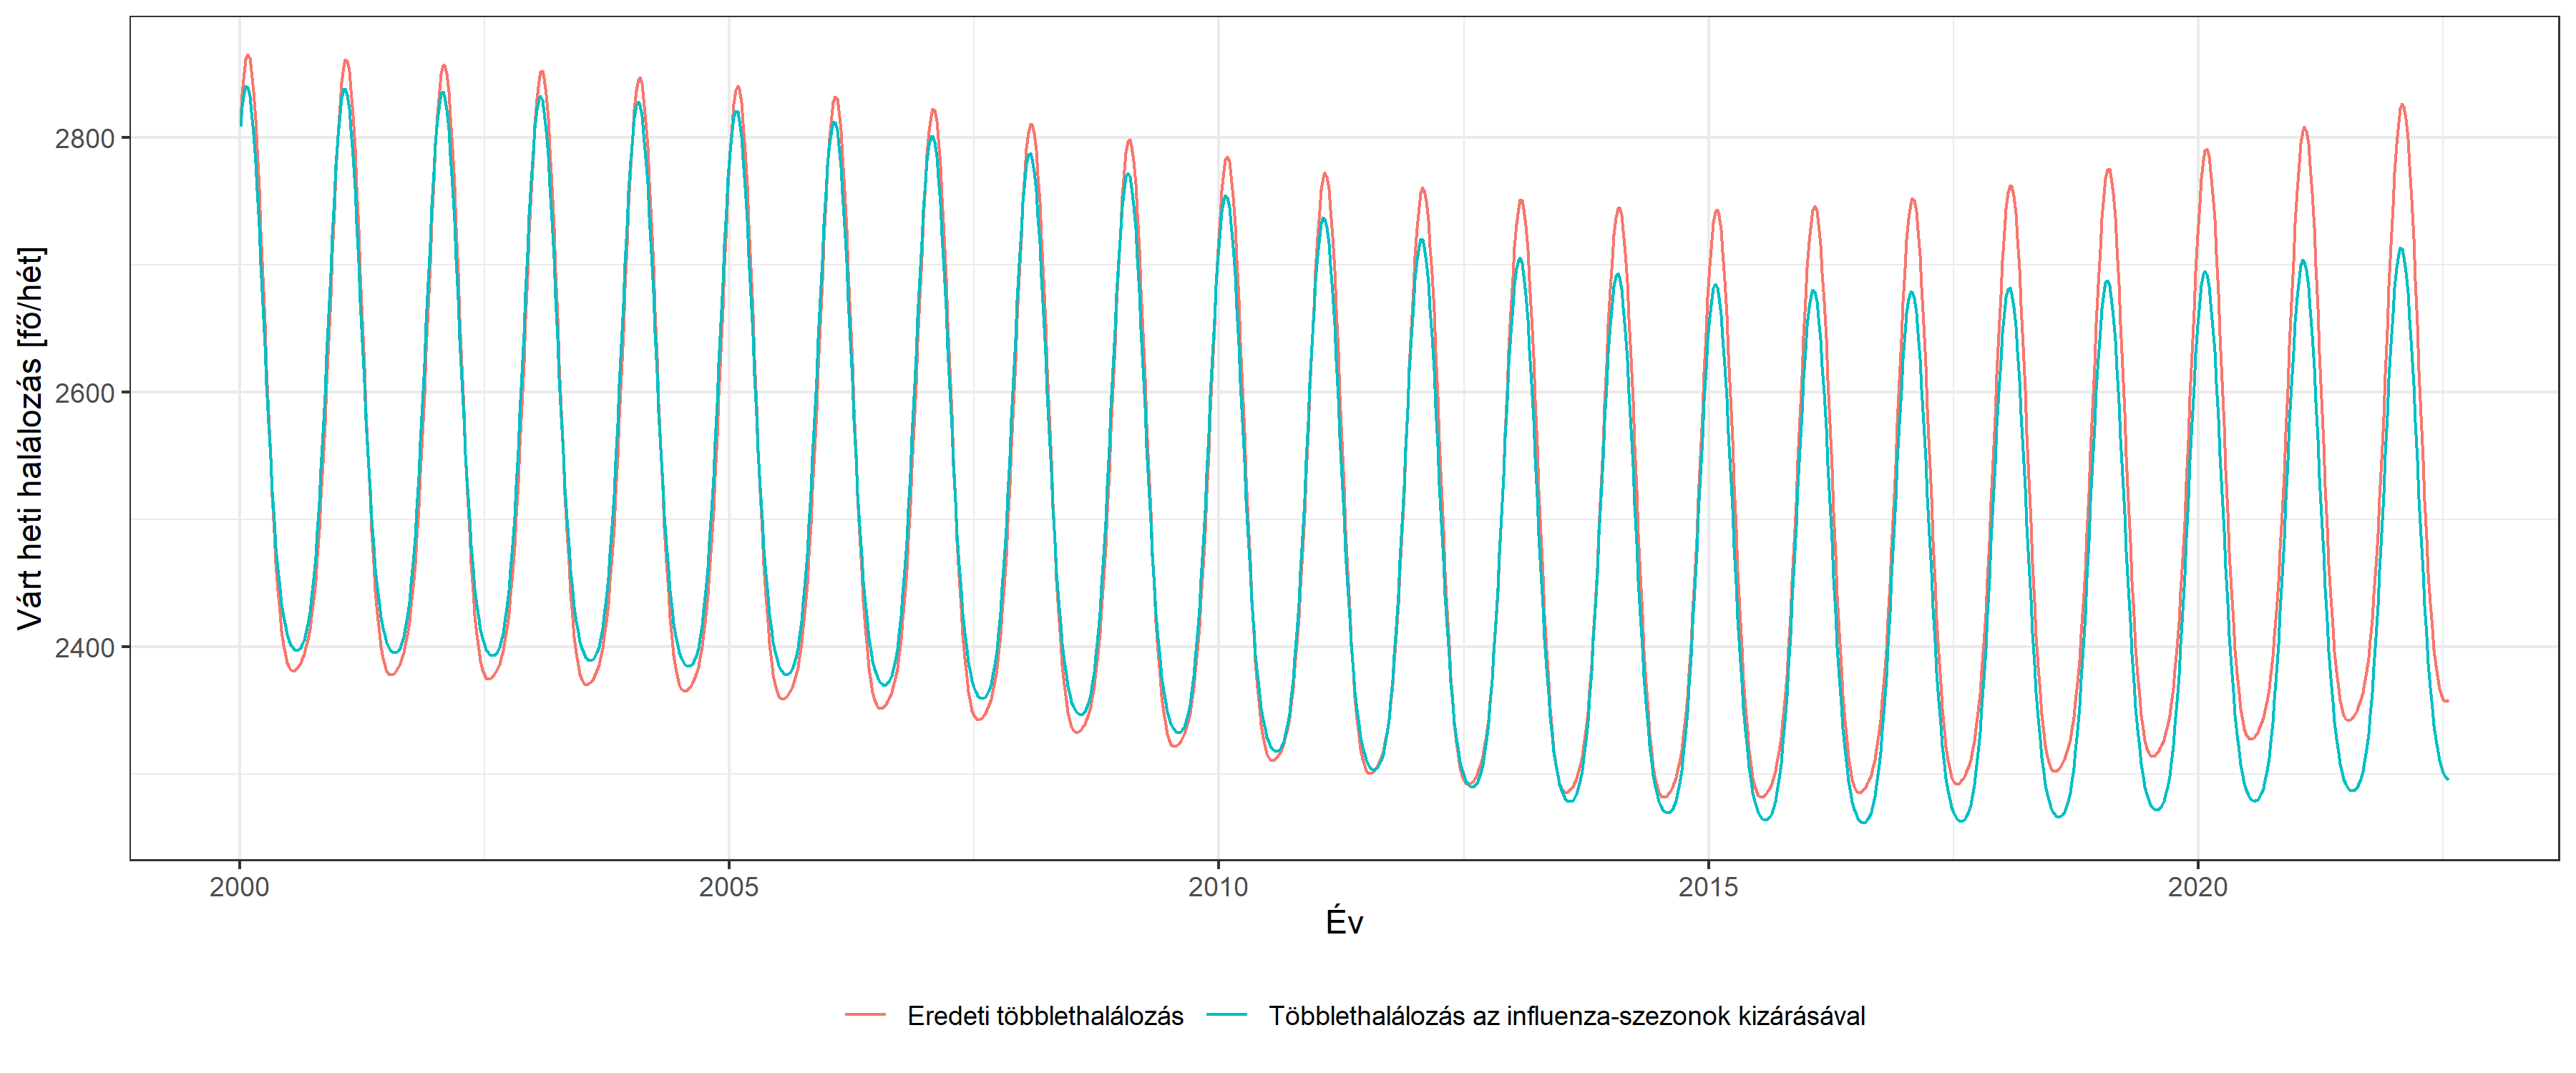 Várt heti halálozás [fő/hét]
2800
2600
2400
2000 2005 2010 2015 2020
Év
Eredeti többlethalálozás Többlethalálozás az influenza-szezonok kizárásával